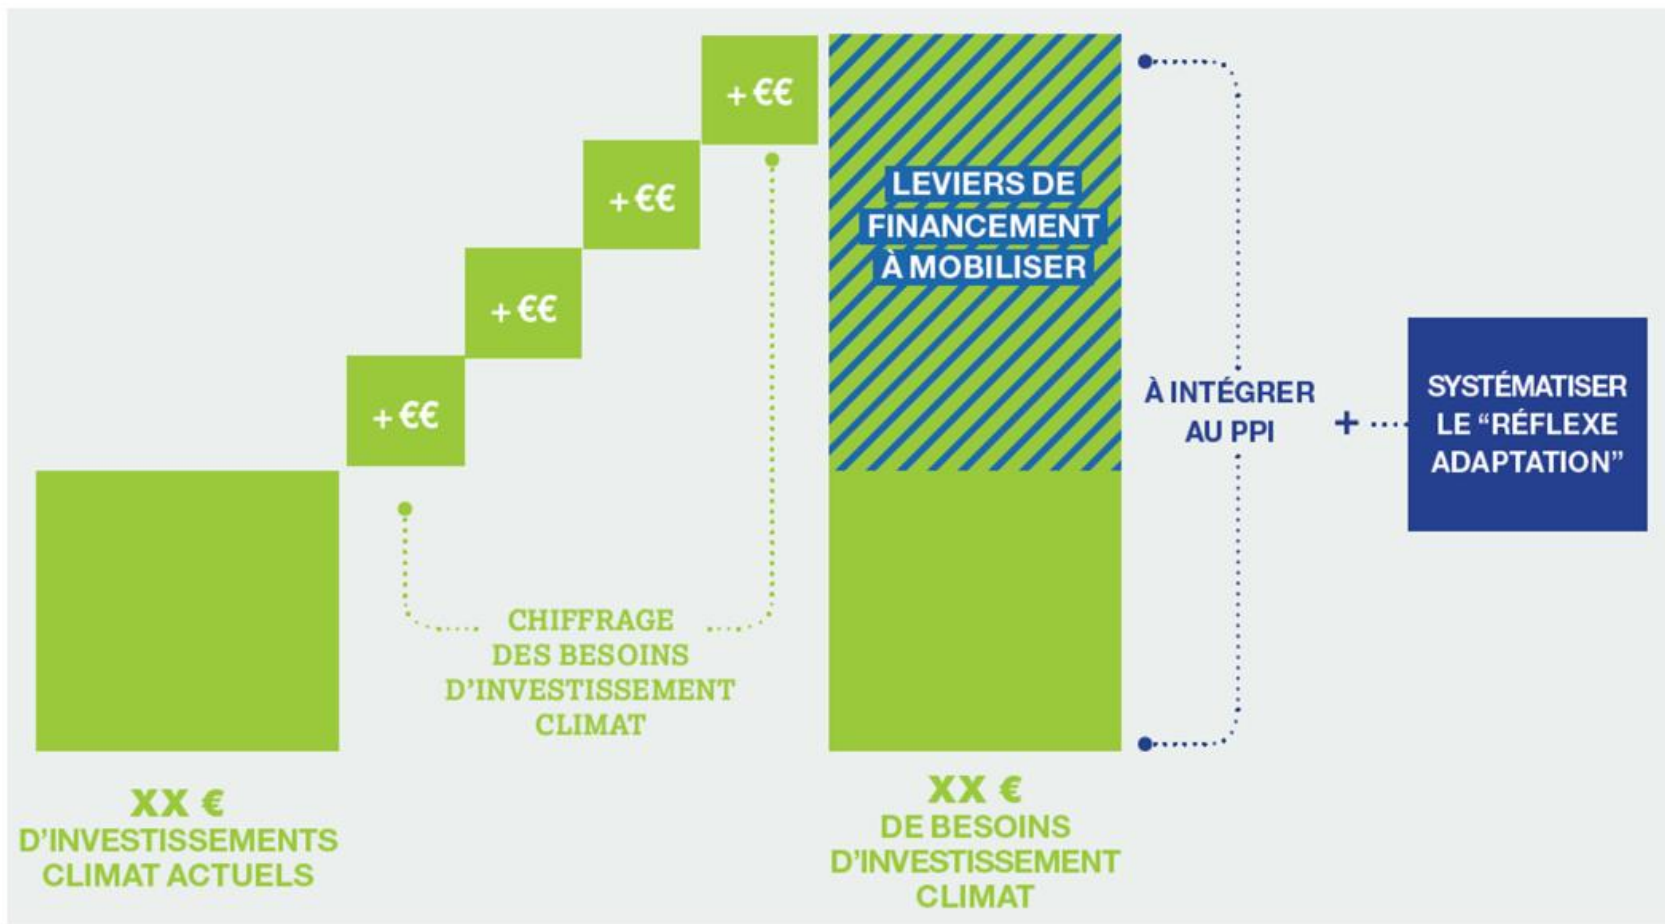 + €€
+ €€
+ €€
+ €€
LEVIERS DE
FINANCEMENT
À MOBILISER
À INTÉGRER
AU PPI
+
SYSTÉMATISER
LE “RÉFLEXE
ADAPTATION”
CHIFFRAGE
DES BESOINS
D’INVESTISSEMENT
CLIMAT
XX €
D’INVESTISSEMENTS
CLIMAT ACTUELS
XX €
DE BESOINS
D’INVESTISSEMENT
CLIMAT